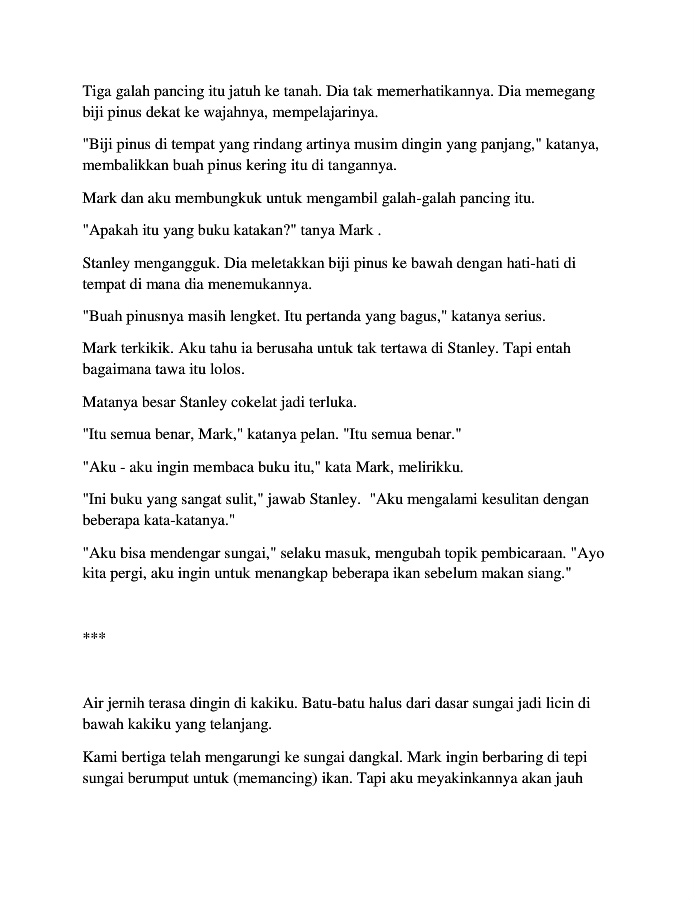 Tiga galah pancing itu jatuh ke tanah. Dia tak memerhatikannya. Dia memegang
biji pinus dekat ke wajahnya, mempelajarinya.
"Biji pinus di tempat yang rindang artinya musim dingin yang panjang," katanya,
membalikkan buah pinus kering itu di tangannya.
Mark dan aku membungkuk untuk mengambil galah-galah pancing itu.
"Apakah itu yang buku katakan?" tanya Mark .
Stanley mengangguk. Dia meletakkan biji pinus ke bawah dengan hati-hati di
tempat di mana dia menemukannya.
"Buah pinusnya masih lengket. Itu pertanda yang bagus," katanya serius.
Mark terkikik. Aku tahu ia berusaha untuk tak tertawa di Stanley. Tapi entah
bagaimana tawa itu lolos.
Matanya besar Stanley cokelat jadi terluka.
"Itu semua benar, Mark," katanya pelan. "Itu semua benar."
"Aku - aku ingin membaca buku itu," kata Mark, melirikku.
"Ini buku yang sangat sulit," jawab Stanley.  "Aku mengalami kesulitan dengan
beberapa kata-katanya."
"Aku bisa mendengar sungai," selaku masuk, mengubah topik pembicaraan. "Ayo
kita pergi, aku ingin untuk menangkap beberapa ikan sebelum makan siang."
***
Air jernih terasa dingin di kakiku. Batu-batu halus dari dasar sungai jadi licin di
bawah kakiku yang telanjang.
Kami bertiga telah mengarungi ke sungai dangkal. Mark ingin berbaring di tepi
sungai berumput untuk (memancing) ikan. Tapi aku meyakinkannya akan jauh